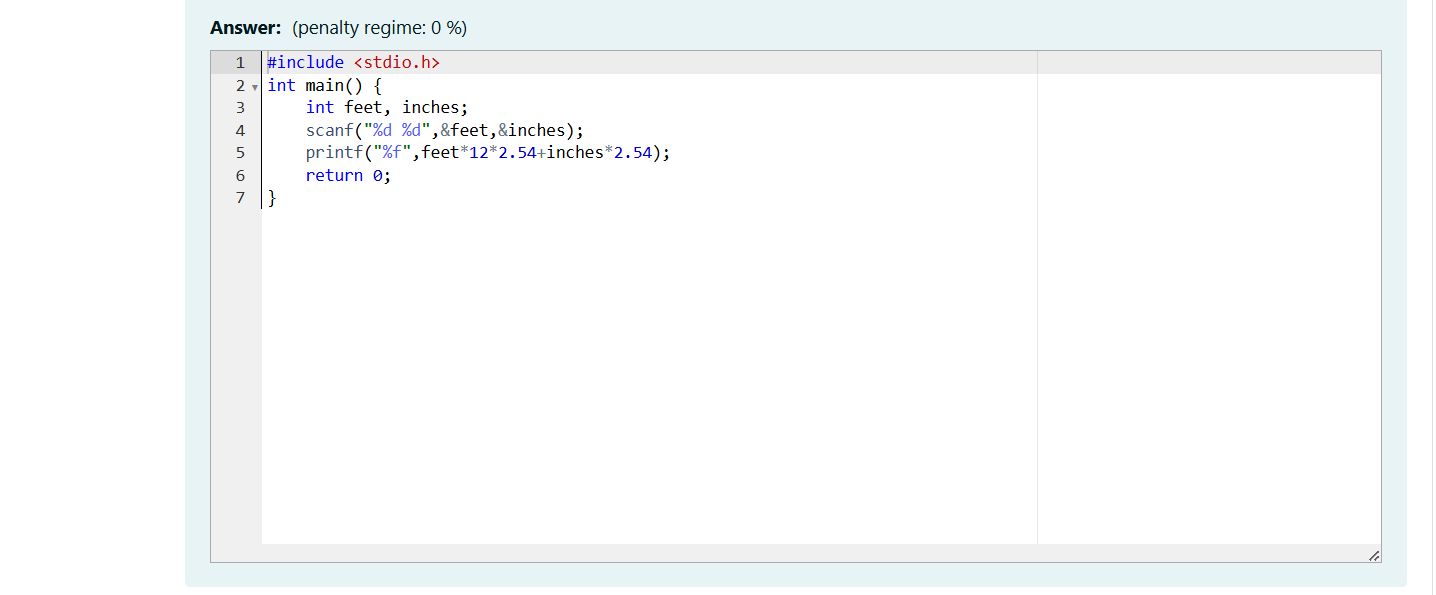 Answer: (penalty regime: 0 %)
1 #include <stdio.h>
2 int main() {
3     int feet, inches;
4     scanf("%d %d",&feet,&inches);
5     printf("%f",feet*12*2.54+inches*2.54);
6     return 0;
7 }